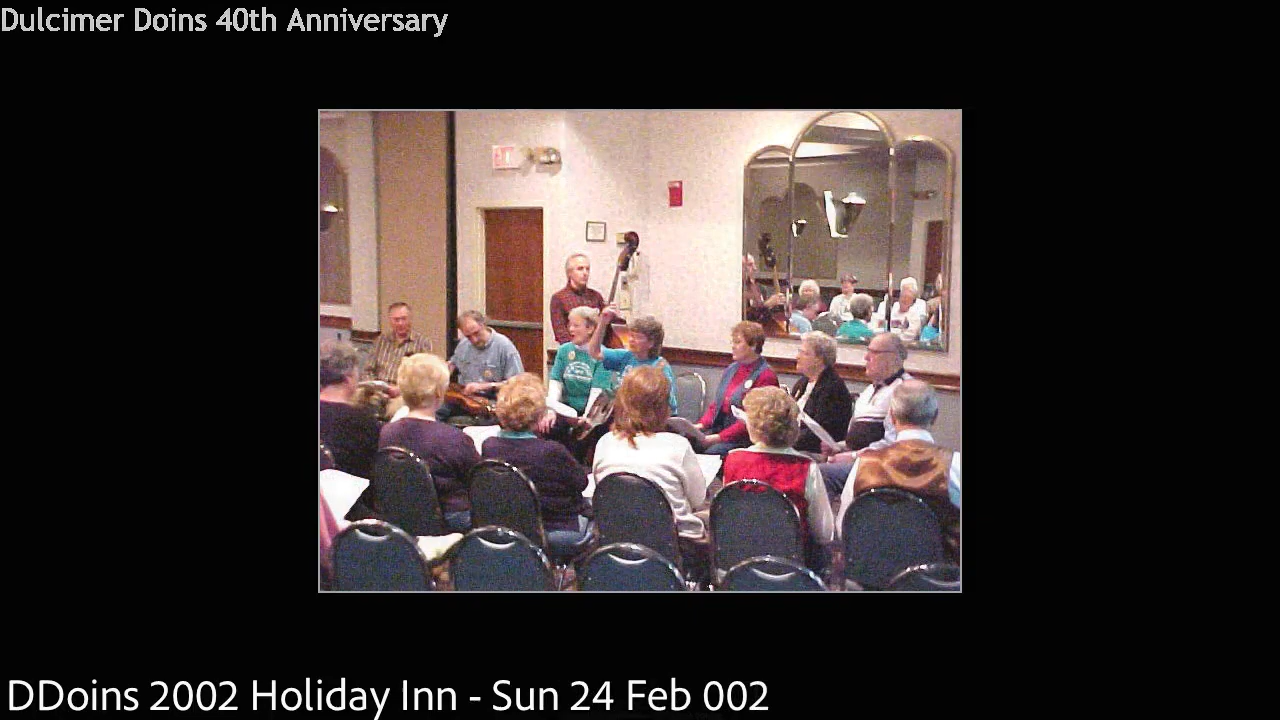 Dulcimer Doins 40th Anniversary
DDoins 2002 Holiday Inn - Sun 24 Feb 002